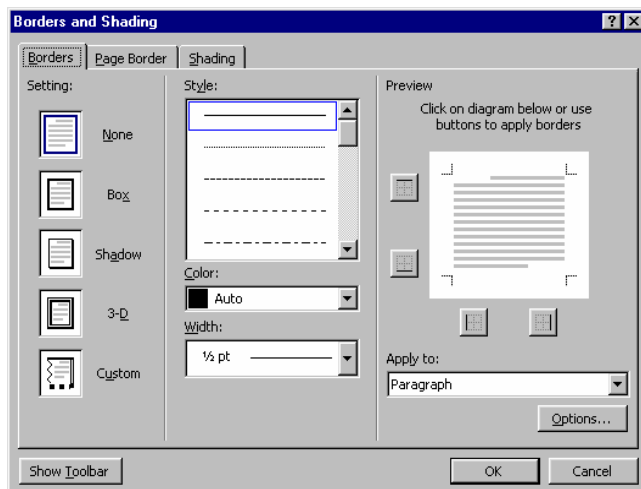 Borders and Shading
Borders
Page Border
Shading
Setting:
None
Box
Shadow
3-D
Custom
Style:
Color:
Auto
Width:
½ pt
Preview
Click on diagram below or use
buttons to apply borders
Apply to:
Paragraph
Options...
Show Toolbar
OK
Cancel